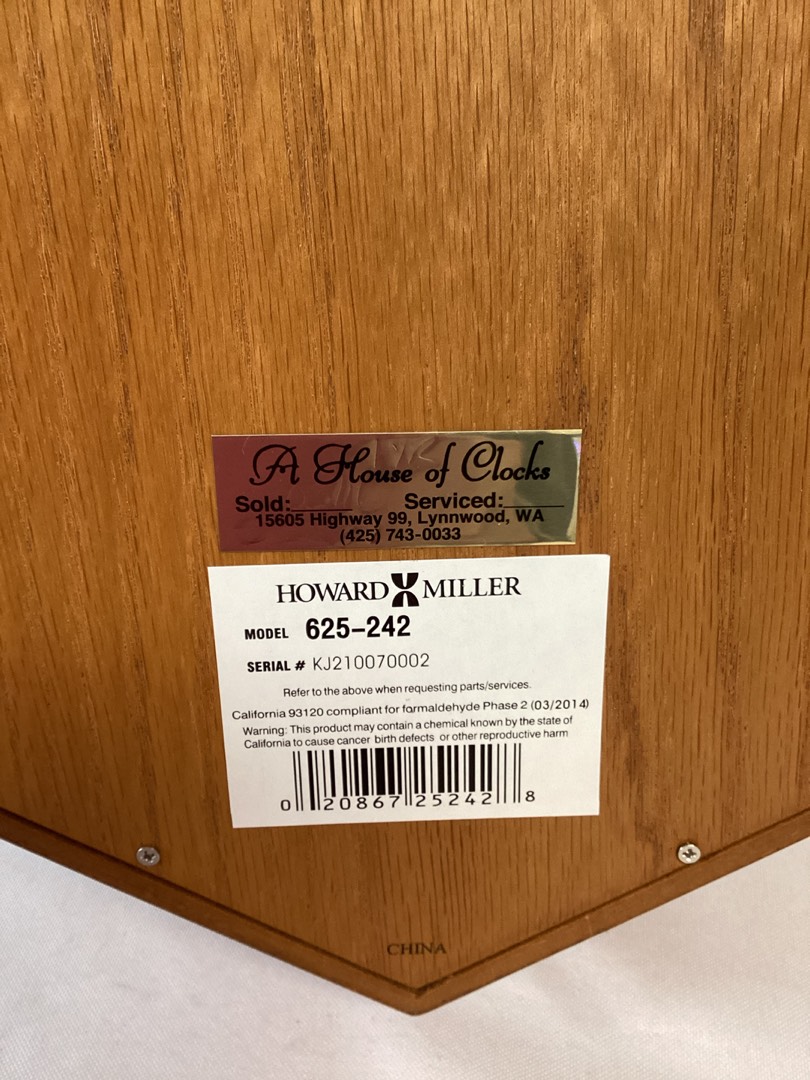 A House of Clocks
Sold:______ Serviced:______
15605 Highway 99, Lynnwood, WA
(425) 743-0033
HOWARD MILLER
MODEL 625-242
SERIAL # KJ210070002
Refer to the above when requesting parts/services.
California 93120 compliant for formaldehyde Phase 2 (03/2014)
Warning: This product may contain a chemical known by the state of
California to cause cancer birth defects or other reproductive harm
0 20867 25242 8
CHINA